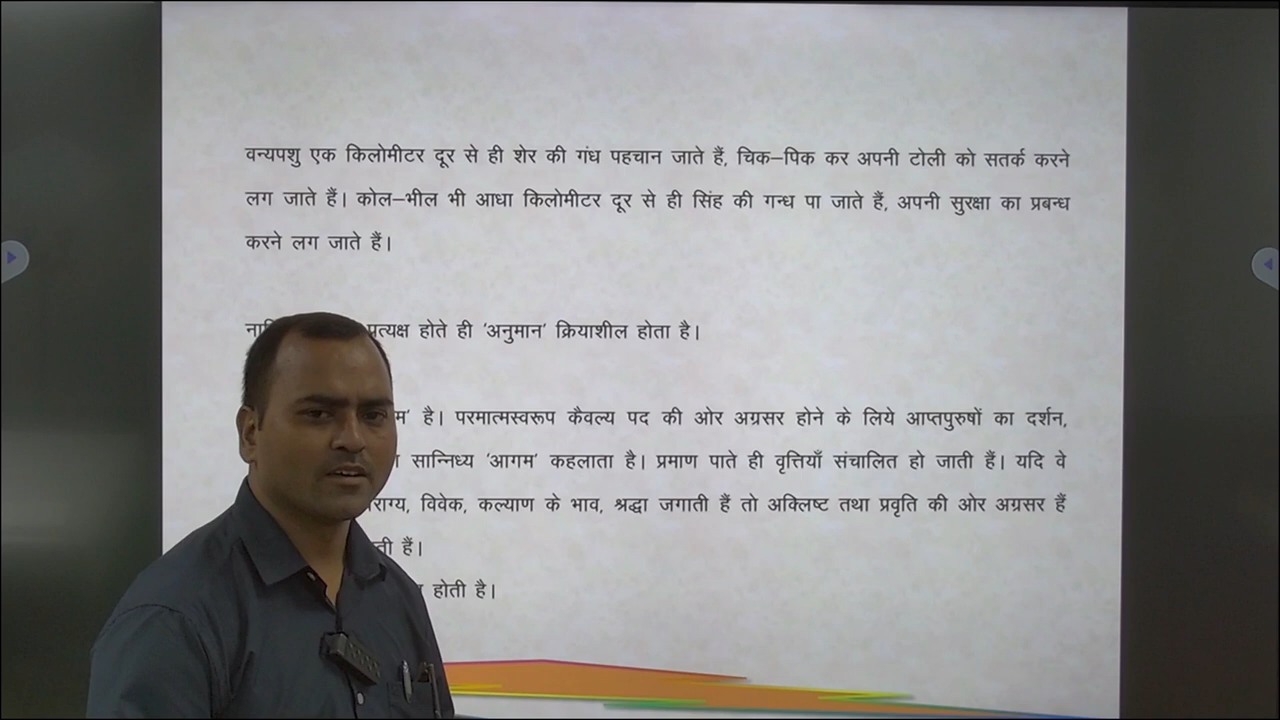 वन्यपशु एक किलोमीटर दूर से ही शेर की गंध पहचान जाते हैं, चिक–पिक कर अपनी टोली को सतर्क करने
लग जाते हैं। कोल–भील भी आधा किलोमीटर दूर से ही सिंह की गन्ध पा जाते हैं, अपनी सुरक्षा का प्रबन्ध
करने लग जाते हैं।
प्रत्यक्ष होते ही 'अनुमान' क्रियाशील होता है।
है। परमात्मस्वरूप कैवल्य पद की ओर अग्रसर होने के लिये आप्तपुरुषों का दर्शन,
सान्निध्य 'आगम' कहलाता है। प्रमाण पाते ही वृत्तियाँ संचालित हो जाती हैं। यदि वे
विवेक, कल्याण के भाव, श्रद्धा जगाती हैं तो अक्लिष्ट तथा प्रवृति की ओर अग्रसर हैं
हैं।
होती है।